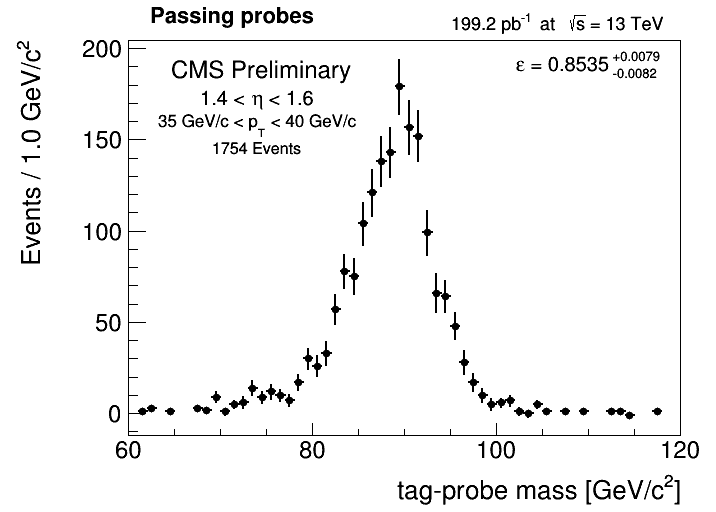 Passing probes
199.2 pb⁻¹ at √s = 13 TeV
CMS Preliminary
1.4 < η < 1.6
35 GeV/c < p_T < 40 GeV/c
1754 Events
ε = 0.8535 +0.0079 -0.0082
Events / 1.0 GeV/c²
200
150
100
50
0
60 80 100 120
tag-probe mass [GeV/c²]